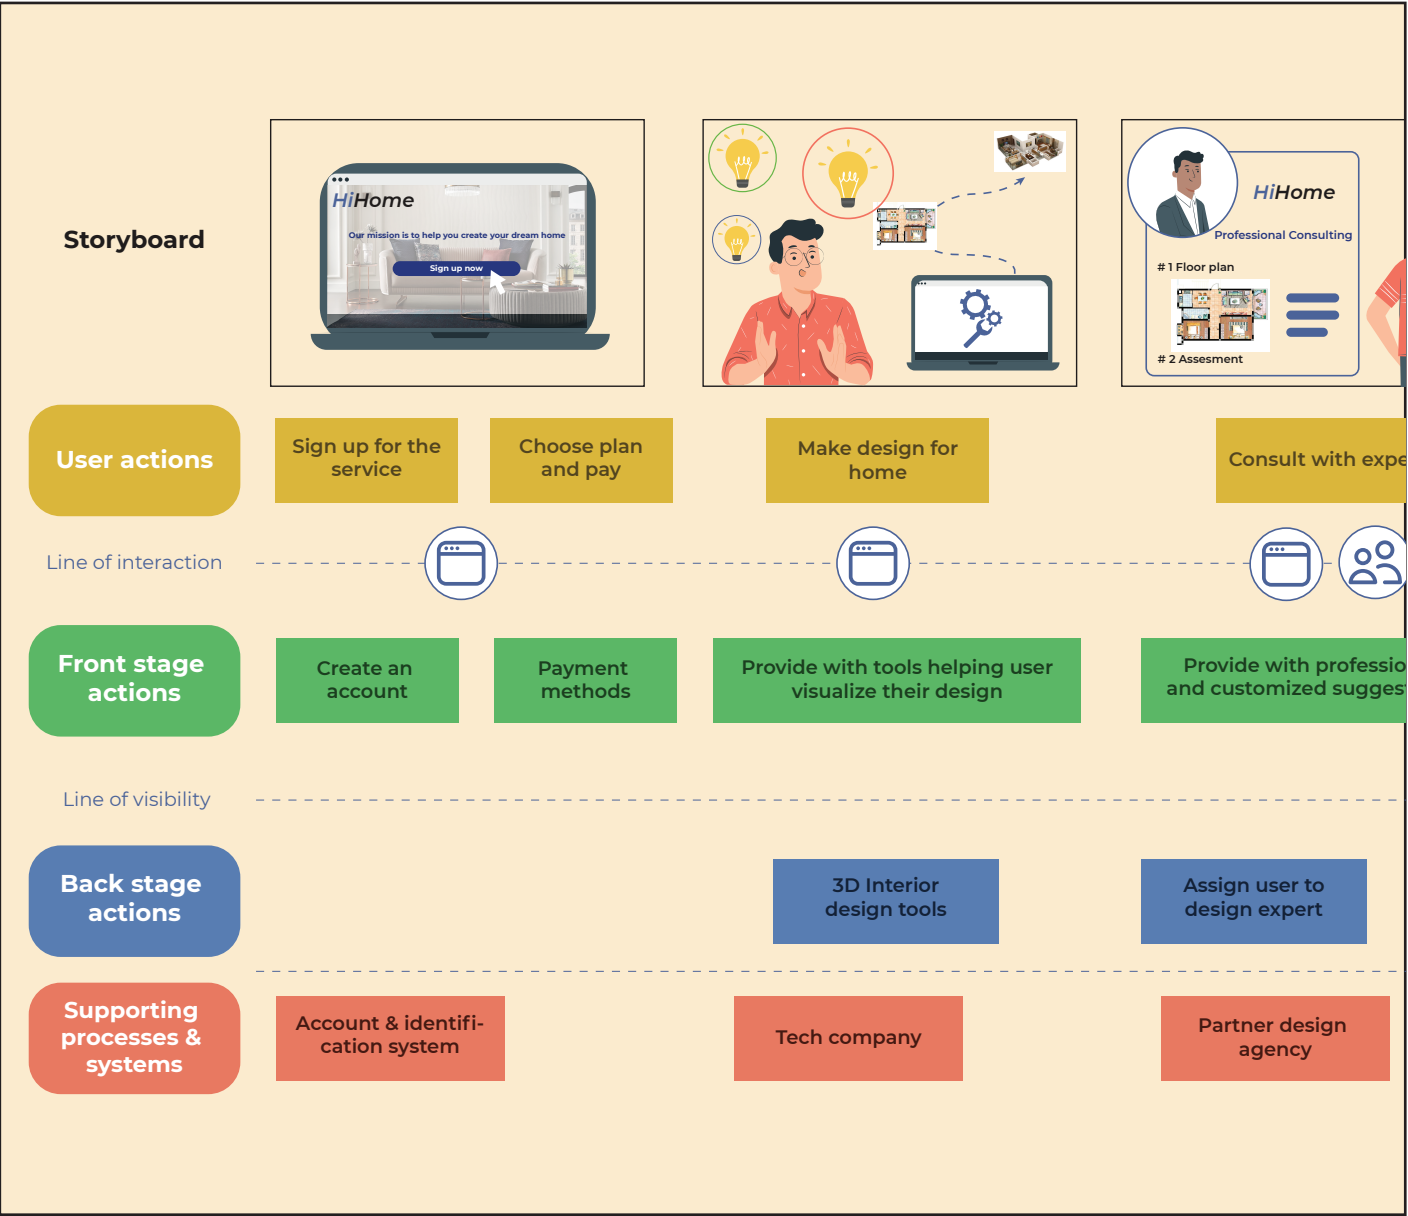 Storyboard
HiHome
Our mission is to help you create your dream home
Sign up now
HiHome
Professional Consulting
# 1 Floor plan
# 2 Assesment
User actions
Sign up for the
service
Choose plan
and pay
Make design for
home
Consult with expe
Line of interaction
Front stage
actions
Create an
account
Payment
methods
Provide with tools helping user
visualize their design
Provide with professio
and customized sugges
Line of visibility
Back stage
actions
3D Interior
design tools
Assign user to
design expert
Supporting
processes &
systems
Account & identifi-
cation system
Tech company
Partner design
agency